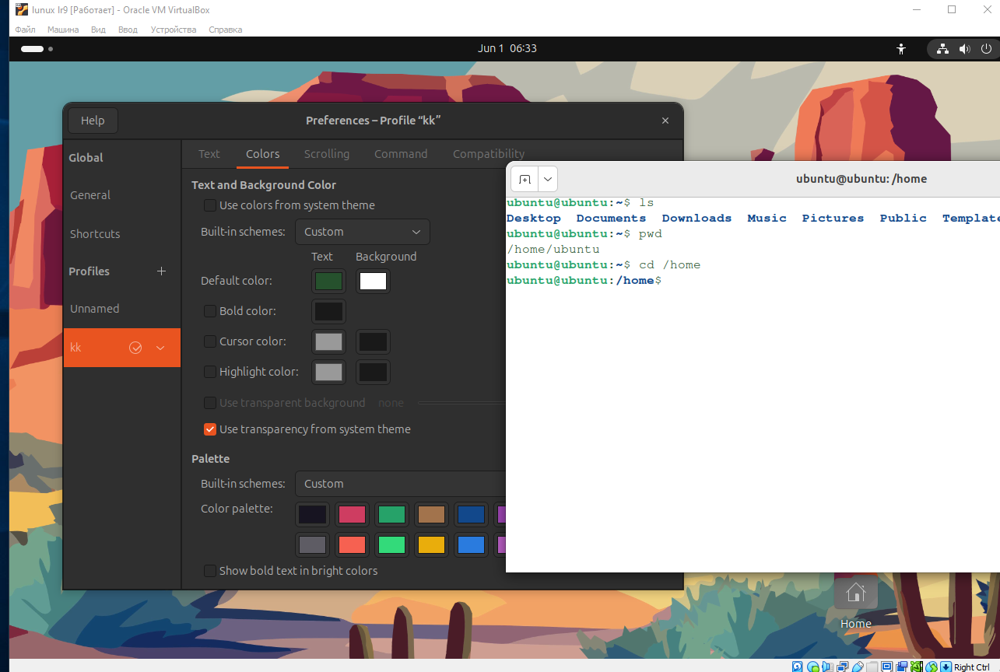 lunux lr9 [Работает] - Oracle VM VirtualBox
Файл Машина Вид Ввод Устройства Справка
Jun 1 06:33
Help
Preferences – Profile “kk”
Global
General
Shortcuts
Profiles
Unnamed
kk
Text Colors Scrolling Command Compatibility
Text and Background Color
Use colors from system theme
Built-in schemes: Custom
Text Background
Default color:
Bold color:
Cursor color:
Highlight color:
Use transparent background none
Use transparency from system theme
Palette
Built-in schemes: Custom
Color palette:
Show bold text in bright colors
ubuntu@ubuntu: /home
ubuntu@ubuntu:~$ ls
Desktop Documents Downloads Music Pictures Public Template
ubuntu@ubuntu:~$ pwd
/home/ubuntu
ubuntu@ubuntu:~$ cd /home
ubuntu@ubuntu:/home$
Home
Right Ctrl